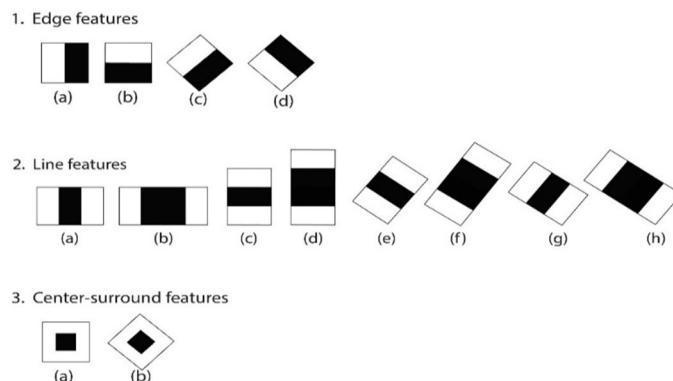 1. Edge features
(a) (b) (c) (d)
2. Line features
(a) (b) (c) (d) (e) (f) (g) (h)
3. Center-surround features
(a) (b)